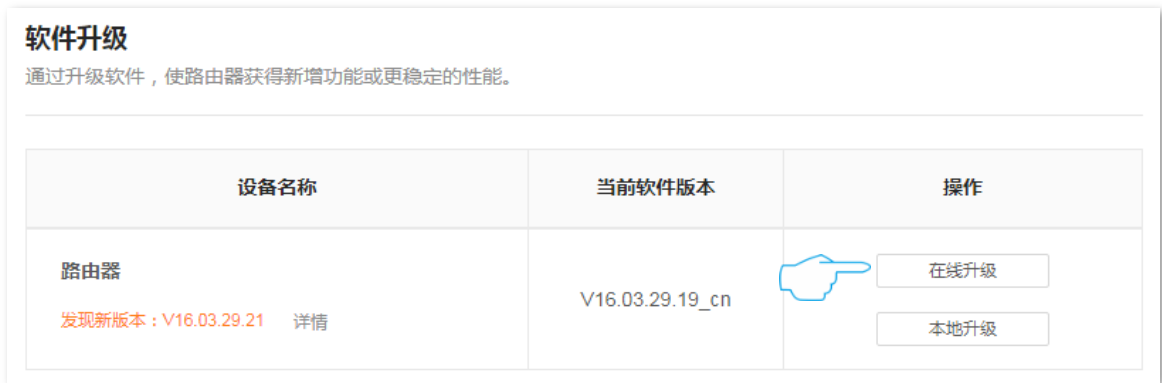 软件升级
通过升级软件，使路由器获得新增功能或更稳定的性能。
设备名称 当前软件版本 操作
路由器
发现新版本：V16.03.29.21 详情
V16.03.29.19_cn
在线升级
本地升级